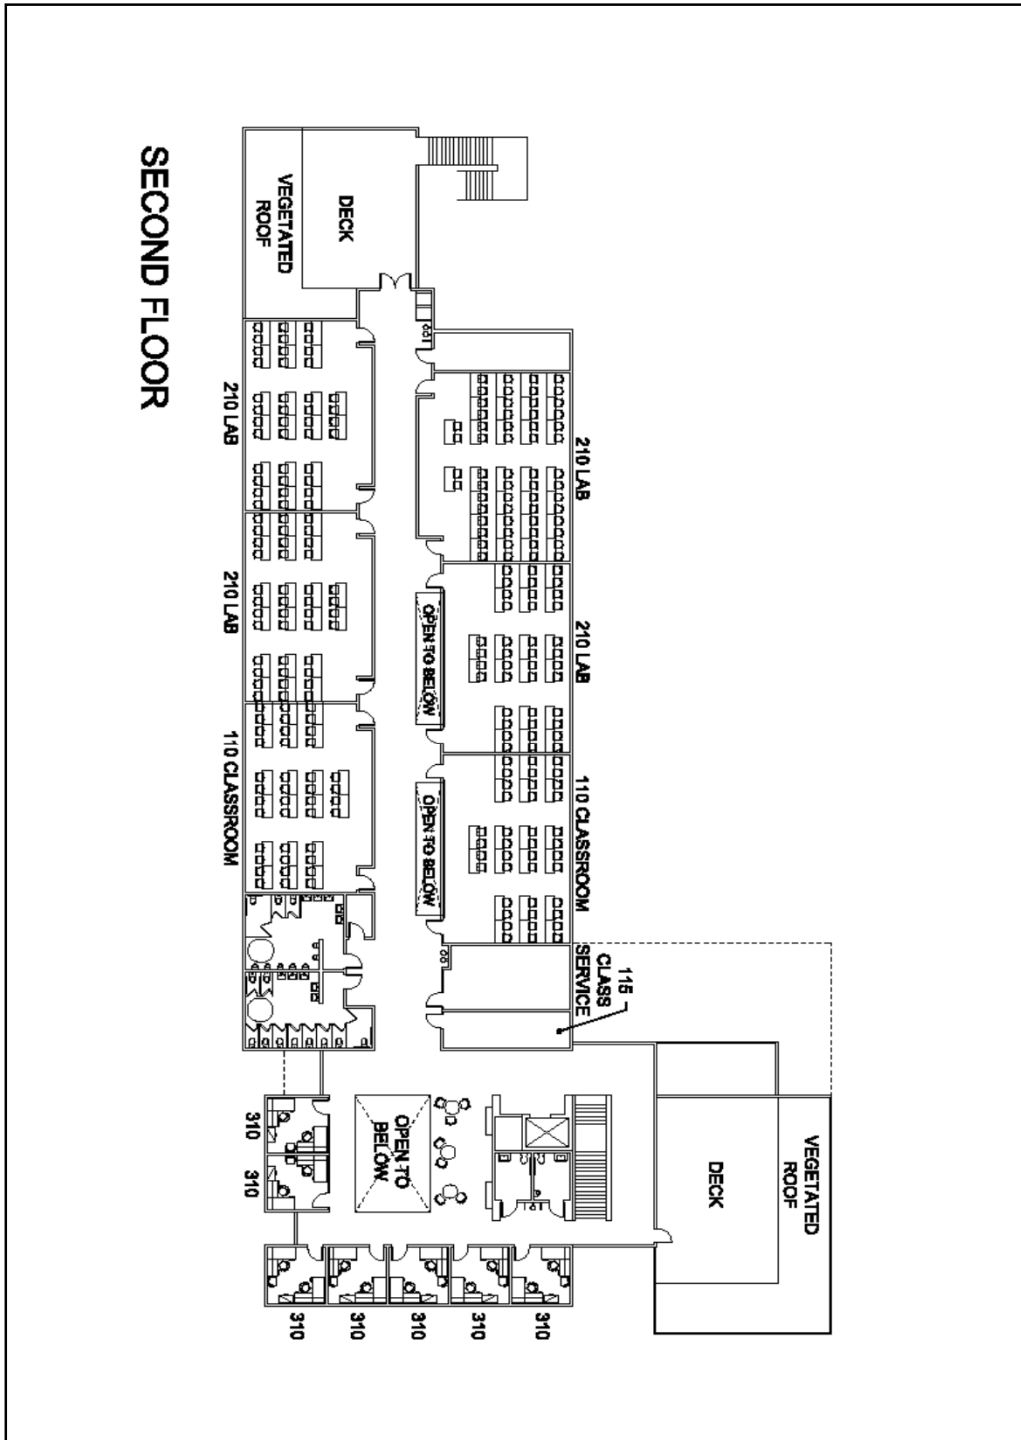 SECOND FLOOR
VEGETATED
ROOF
DECK
210 LAB
210 LAB
110 CLASSROOM
210 LAB
210 LAB
110 CLASSROOM
OPEN TO BELOW
OPEN TO BELOW
115
CLASS
SERVICE
OPEN TO
BELOW
310
310
310
310
310
310
310
VEGETATED
ROOF
DECK